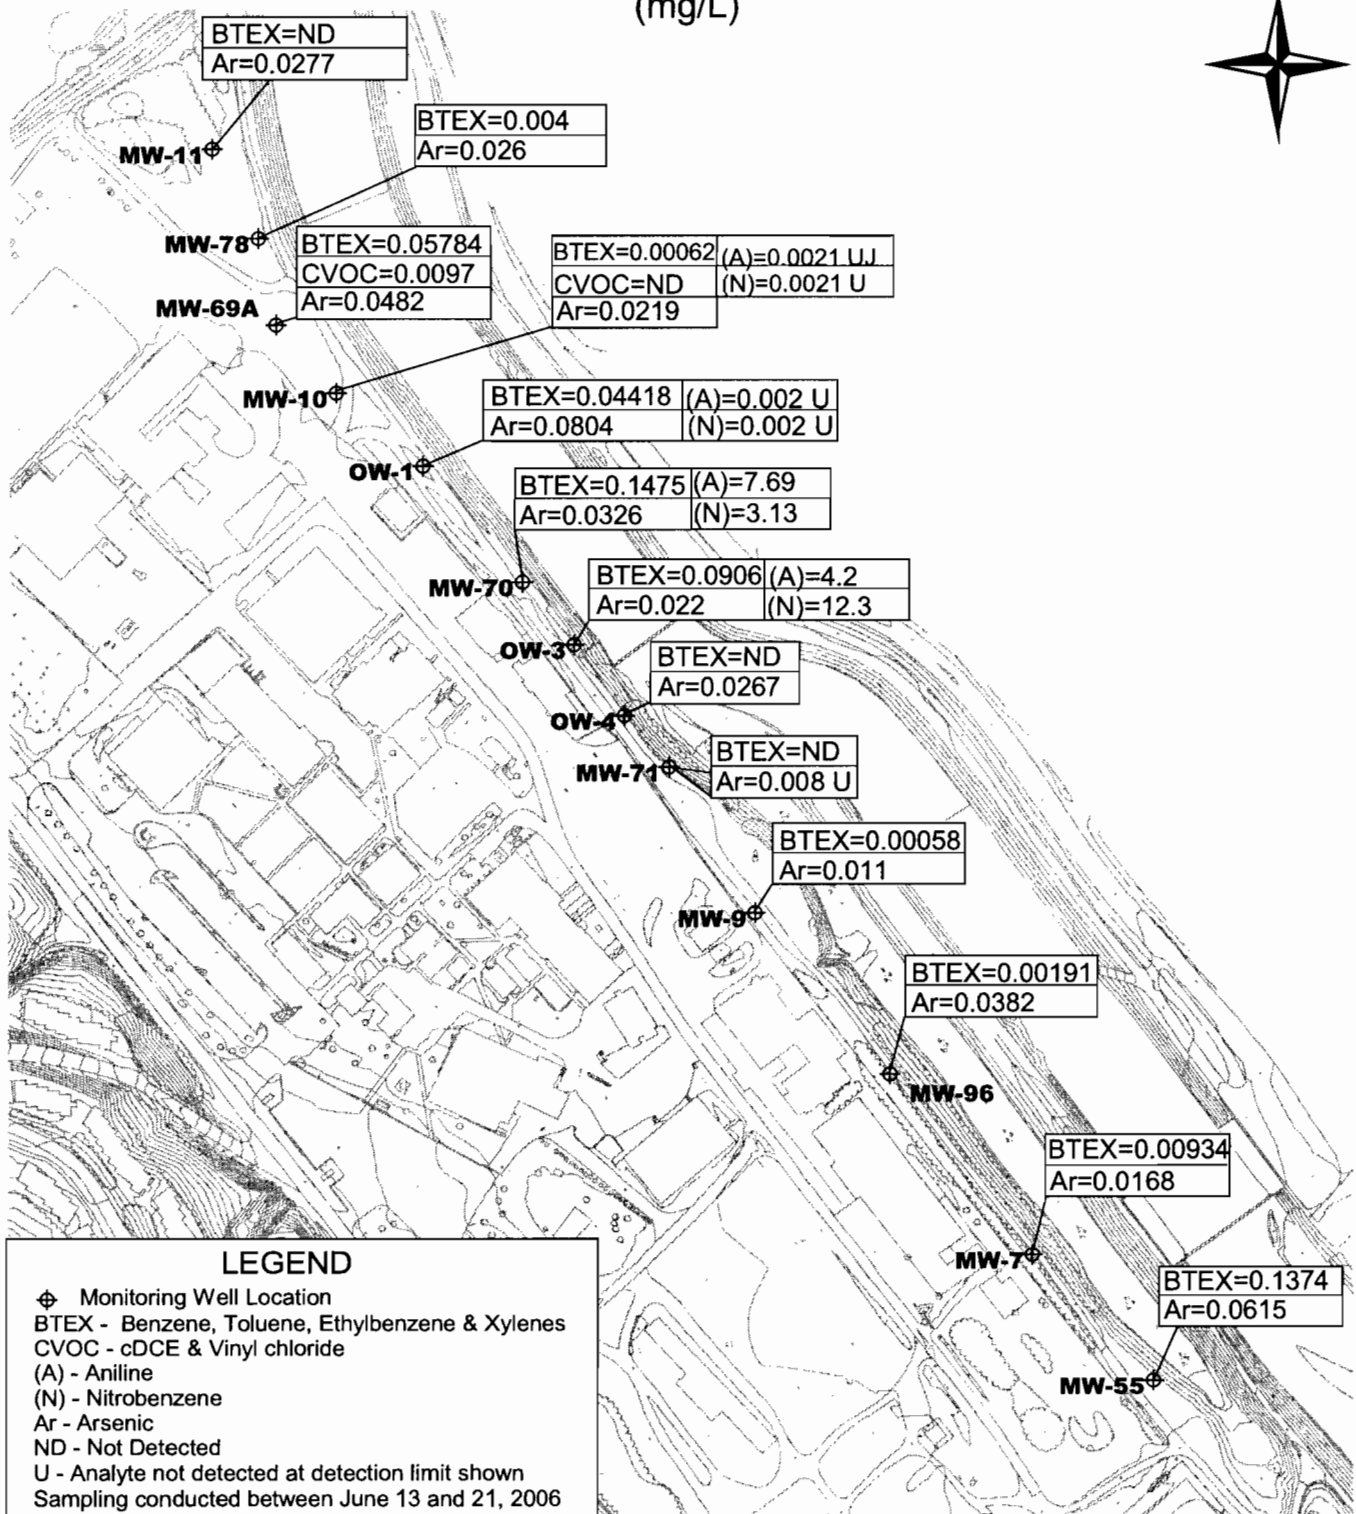 (mg/L)
BTEX=ND
Ar=0.0277
MW-11
BTEX=0.004
Ar=0.026
MW-78
BTEX=0.05784
CVOC=0.0097
Ar=0.0482
MW-69A
BTEX=0.00062 (A)=0.0021 UJ
CVOC=ND (N)=0.0021 U
Ar=0.0219
MW-10
BTEX=0.04418 (A)=0.002 U
Ar=0.0804 (N)=0.002 U
OW-1
BTEX=0.1475 (A)=7.69
Ar=0.0326 (N)=3.13
MW-70
BTEX=0.0906 (A)=4.2
Ar=0.022 (N)=12.3
OW-3
BTEX=ND
Ar=0.0267
OW-4
BTEX=ND
Ar=0.008 U
MW-71
BTEX=0.00058
Ar=0.011
MW-9
BTEX=0.00191
Ar=0.0382
MW-96
BTEX=0.00934
Ar=0.0168
MW-7
BTEX=0.1374
Ar=0.0615
MW-55
LEGEND
Monitoring Well Location
BTEX - Benzene, Toluene, Ethylbenzene & Xylenes
CVOC - cDCE & Vinyl chloride
(A) - Aniline
(N) - Nitrobenzene
Ar - Arsenic
ND - Not Detected
U - Analyte not detected at detection limit shown
Sampling conducted between June 13 and 21, 2006